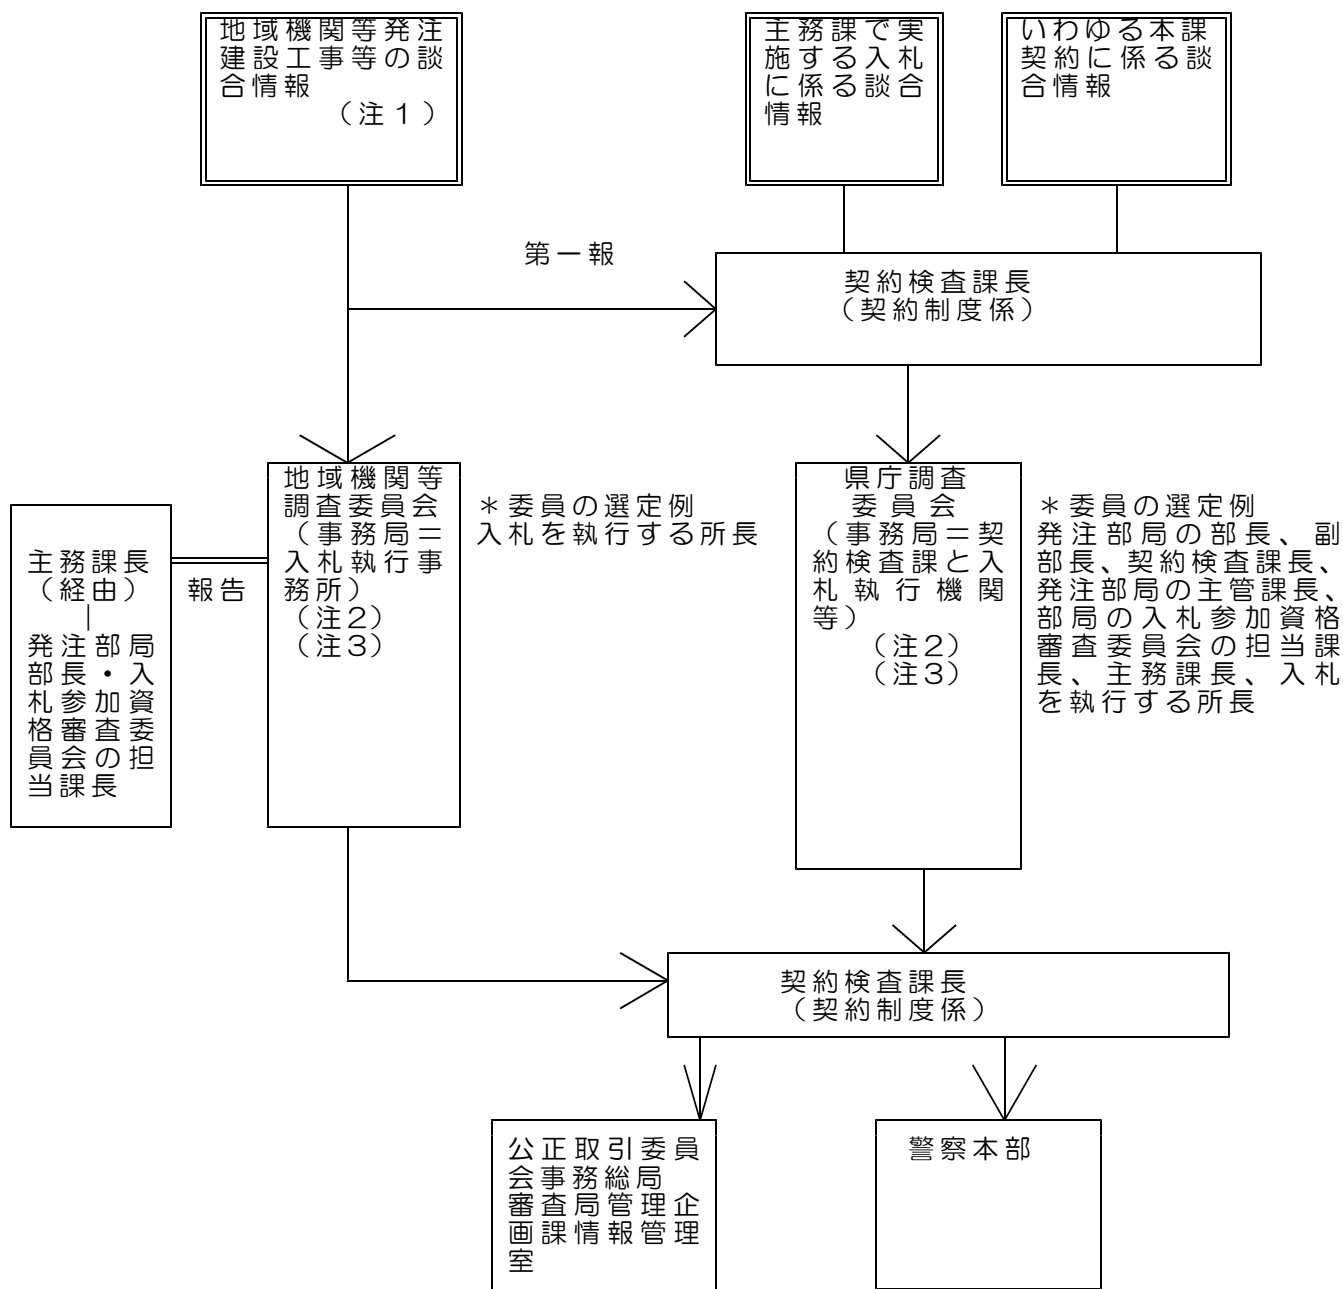 地域機関等発注
建設工事等の談
合情報
（注１）
主務課で実
施する入札
に係る談合
情報
いわゆる本課
契約に係る談
合情報
第一報
契約検査課長
（契約制度係）
主務課長
（経由）
｜
発注部局
部長・入
札参加資
格審査委
員会の担
当課長
報告
地域機関等
調査委員会
（事務局＝
入札執行事
務所）
（注２）
（注３）
＊委員の選定例
入札を執行する所長
県庁調査
委員会
（事務局＝契
約検査課と入
札執行機関
等）
（注２）
（注３）
＊委員の選定例
発注部局の部長、副
部長、契約検査課長、
発注部局の主管課長、
部局の入札参加資格
審査委員会の担当課
長、主務課長、入札
を執行する所長
契約検査課長
（契約制度係）
公正取引委員
会事務総局
審査局管理企
画課情報管理
室
警察本部